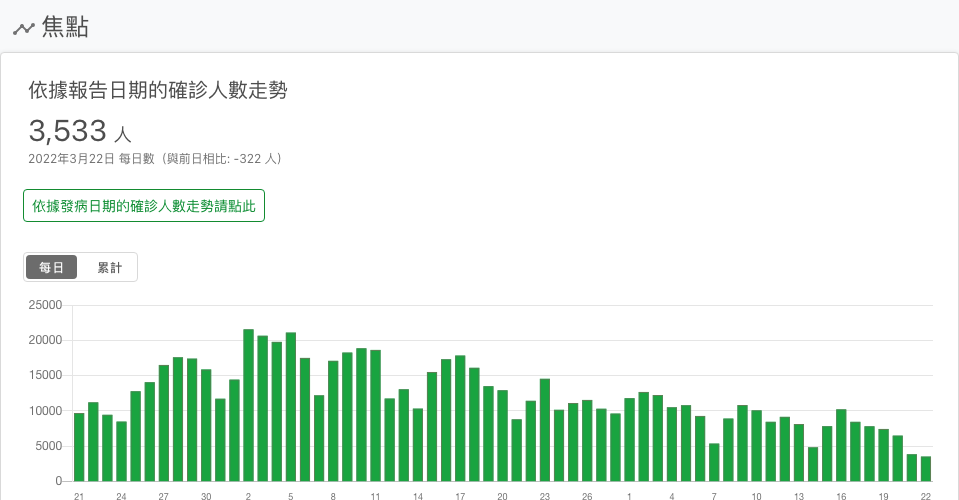 焦點
依據報告日期的確診人數走勢
3,533 人
2022年3月22日 每日數（與前日相比: -322 人）
依據發病日期的確診人數走勢請點此
每日 累計
25000
20000
15000
10000
5000
0
21 24 27 30 2 5 8 11 14 17 20 23 26 1 4 7 10 13 16 19 22